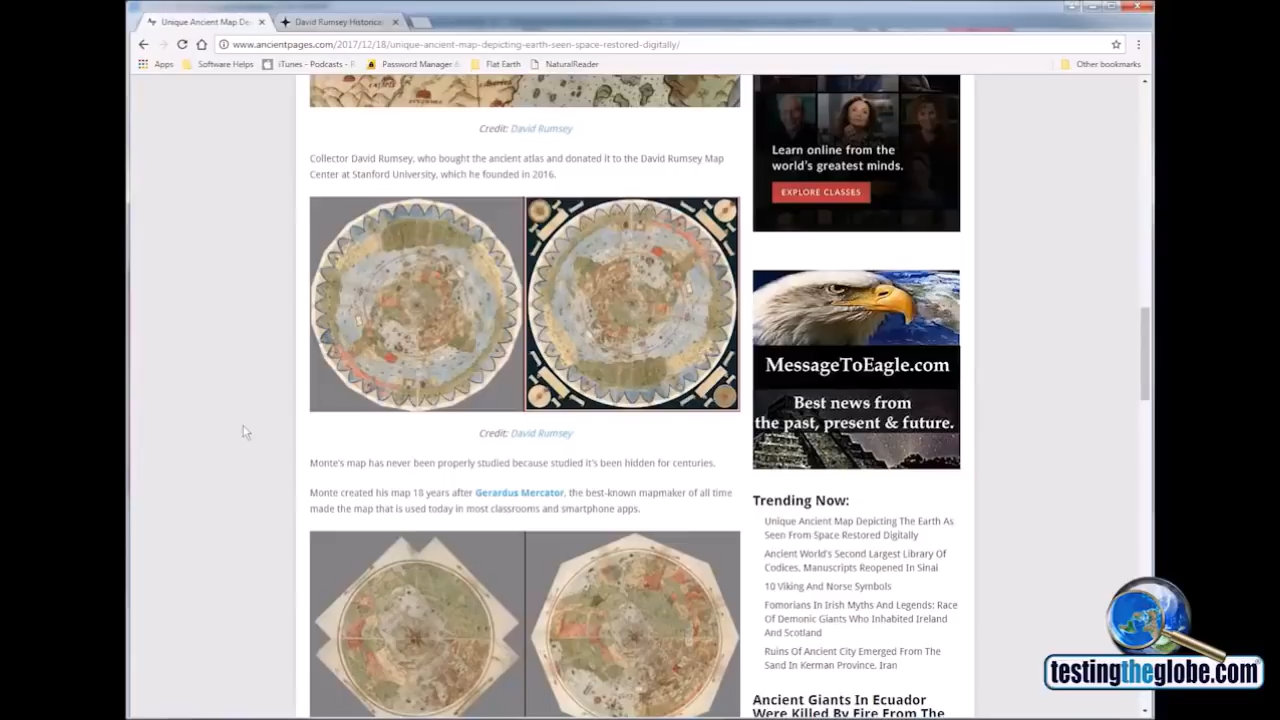 Unique Ancient Map De
David Rumsey Historica
www.ancientpages.com/2017/12/18/unique-ancient-map-depicting-earth-seen-space-restored-digitally/
Apps
Software Helps
iTunes - Podcasts - F
Password Manager &
Flat Earth
NaturalReader
Other bookmarks
Credit: David Rumsey
Collector David Rumsey, who bought the ancient atlas and donated it to the David Rumsey Map
Center at Stanford University, which he founded in 2016.
Credit: David Rumsey
Monte's map has never been properly studied because studied it's been hidden for centuries.
Monte created his map 18 years after Gerardus Mercator, the best-known mapmaker of all time
made the map that is used today in most classrooms and smartphone apps.
Learn online from the
world's greatest minds.
EXPLORE CLASSES
MessageToEagle.com
Best news from
the past, present & future.
Trending Now:
Unique Ancient Map Depicting The Earth As
Seen From Space Restored Digitally
Ancient World's Second Largest Library Of
Codices, Manuscripts Reopened In Sinai
10 Viking And Norse Symbols
Fomorians In Irish Myths And Legends: Race
Of Demonic Giants Who Inhabited Ireland
And Scotland
Ruins Of Ancient City Emerged From The
Sand In Kerman Province, Iran
Ancient Giants In Ecuador
Were Killed By Fire From The
testingtheglobe.com